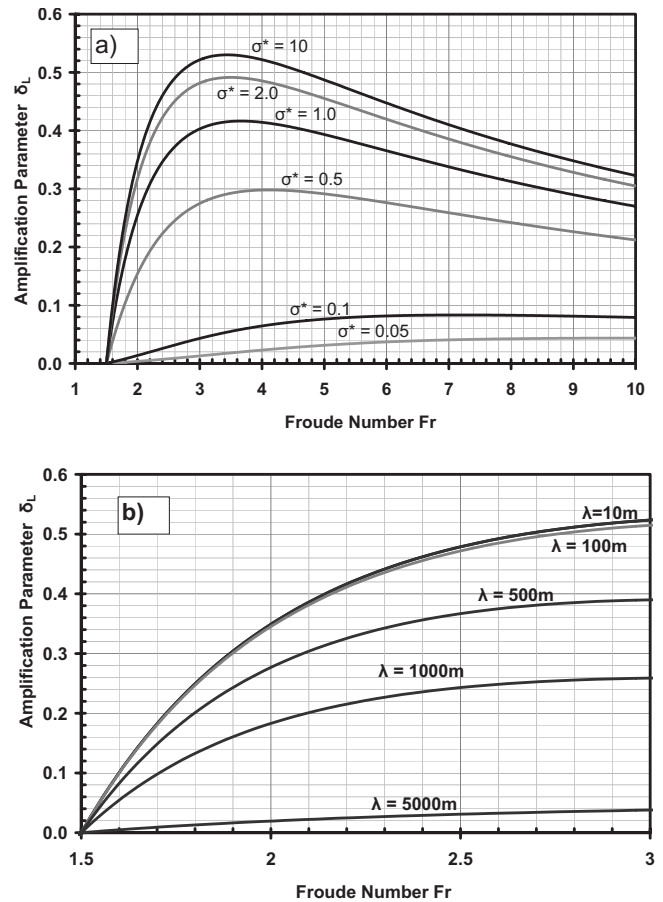 a)
0.6
0.5
0.4
0.3
0.2
0.1
0.0
Amplification Parameter δL
σ* = 10
σ* = 2.0
σ* = 1.0
σ* = 0.5
σ* = 0.1
σ* = 0.05
1 2 3 4 5 6 7 8 9 10
Froude Number Fr
b)
0.6
0.5
0.4
0.3
0.2
0.1
0.0
Amplification Parameter δL
λ=10m
λ = 100m
λ = 500m
λ = 1000m
λ = 5000m
1.5 2 2.5 3
Froude Number Fr